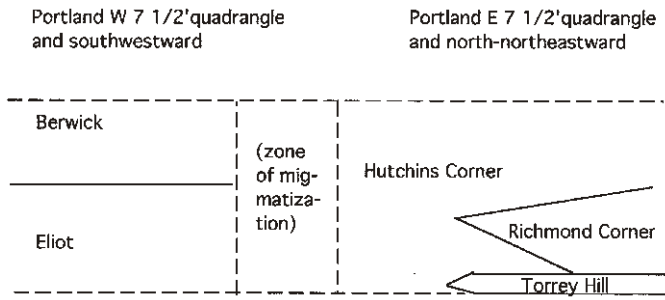 Portland W 7 1/2'quadrangle
and southwestward
Portland E 7 1/2'quadrangle
and north-northeastward
Berwick
(zone
of mig-
matiza-
tion)
Hutchins Corner
Richmond Corner
Eliot
Torrey Hill